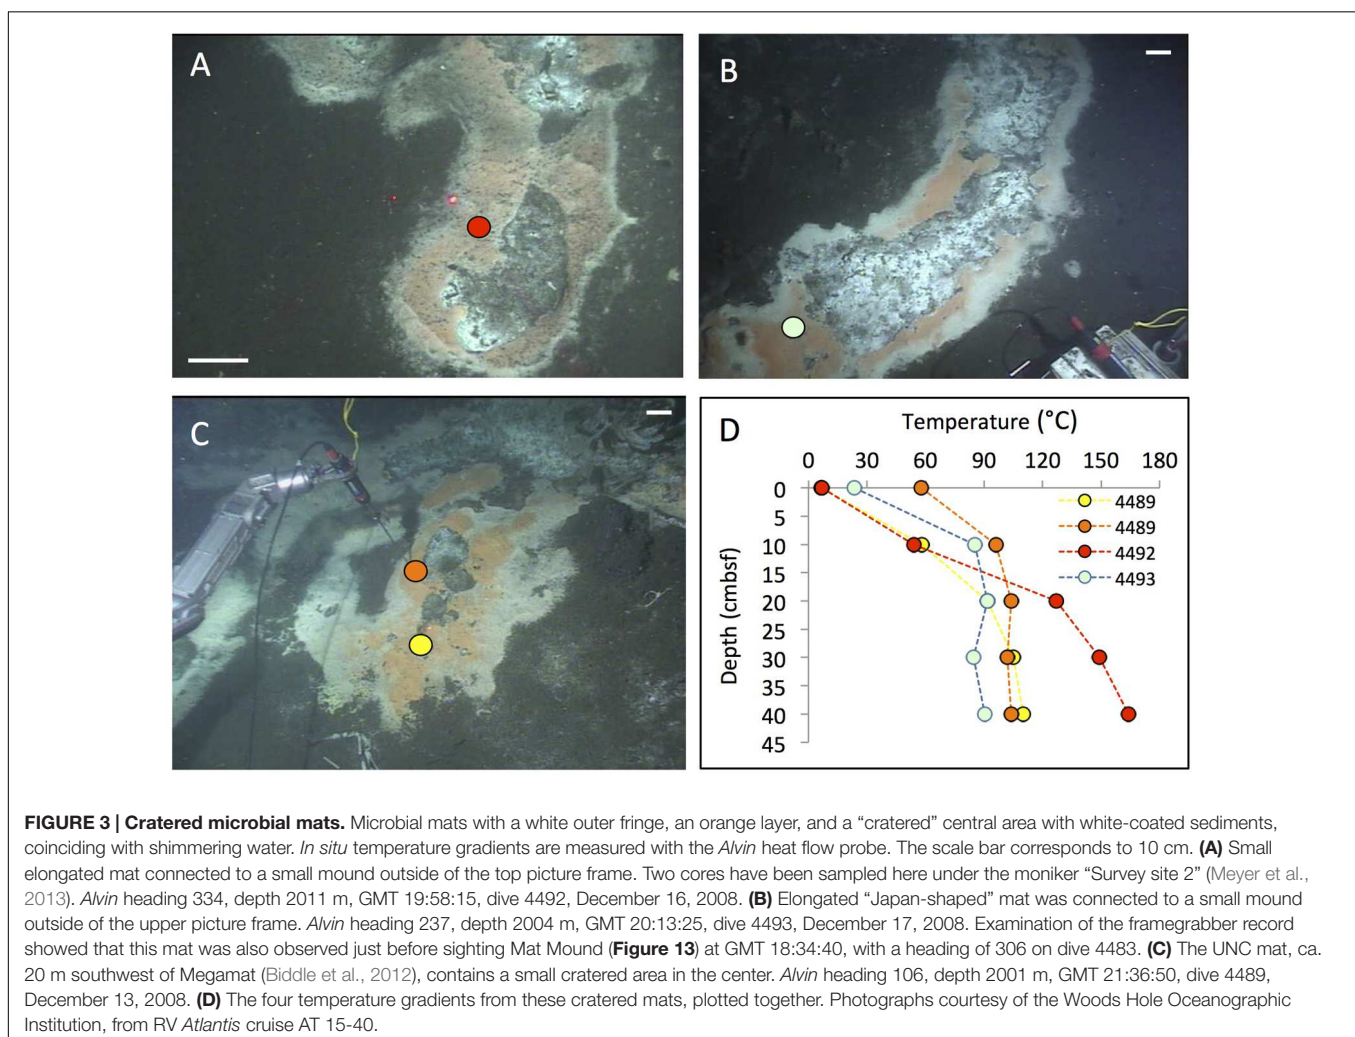 A
B
C
D
Temperature (°C)
0 30 60 90 120 150 180
Depth (cmbsf)
0
5
10
15
20
25
30
35
40
45
4489
4489
4492
4493
FIGURE 3 | Cratered microbial mats. Microbial mats with a white outer fringe, an orange layer, and a “cratered” central area with white-coated sediments,
coinciding with shimmering water. In situ temperature gradients are measured with the Alvin heat flow probe. The scale bar corresponds to 10 cm. (A) Small
elongated mat connected to a small mound outside of the top picture frame. Two cores have been sampled here under the moniker “Survey site 2” (Meyer et al.,
2013). Alvin heading 334, depth 2011 m, GMT 19:58:15, dive 4492, December 16, 2008. (B) Elongated “Japan-shaped” mat was connected to a small mound
outside of the upper picture frame. Alvin heading 237, depth 2004 m, GMT 20:13:25, dive 4493, December 17, 2008. Examination of the framegrabber record
showed that this mat was also observed just before sighting Mat Mound (Figure 13) at GMT 18:34:40, with a heading of 306 on dive 4483. (C) The UNC mat, ca.
20 m southwest of Megamat (Biddle et al., 2012), contains a small cratered area in the center. Alvin heading 106, depth 2001 m, GMT 21:36:50, dive 4489,
December 13, 2008. (D) The four temperature gradients from these cratered mats, plotted together. Photographs courtesy of the Woods Hole Oceanographic
Institution, from RV Atlantis cruise AT 15-40.